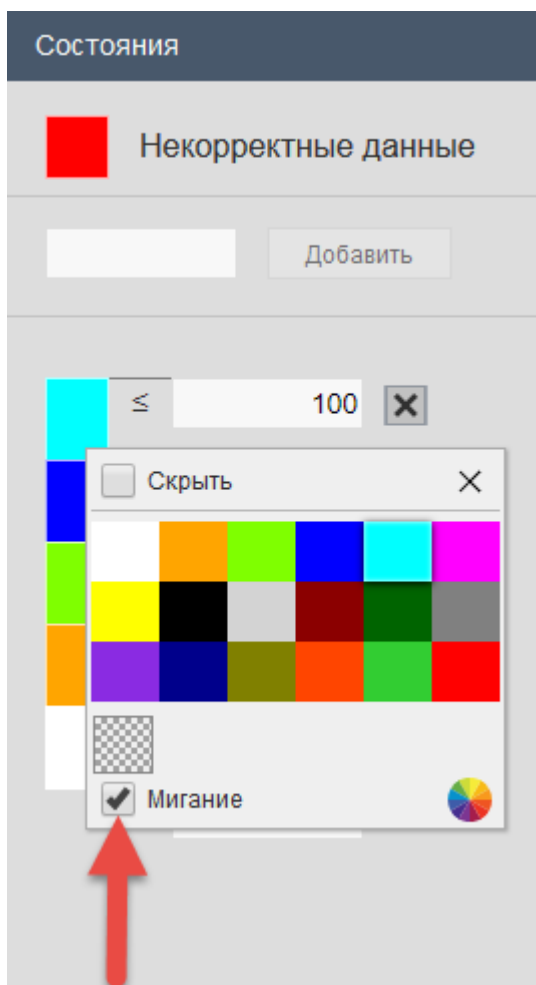 Состояния
Некорректные данные
Добавить
≤ 100
Скрыть
Мигание